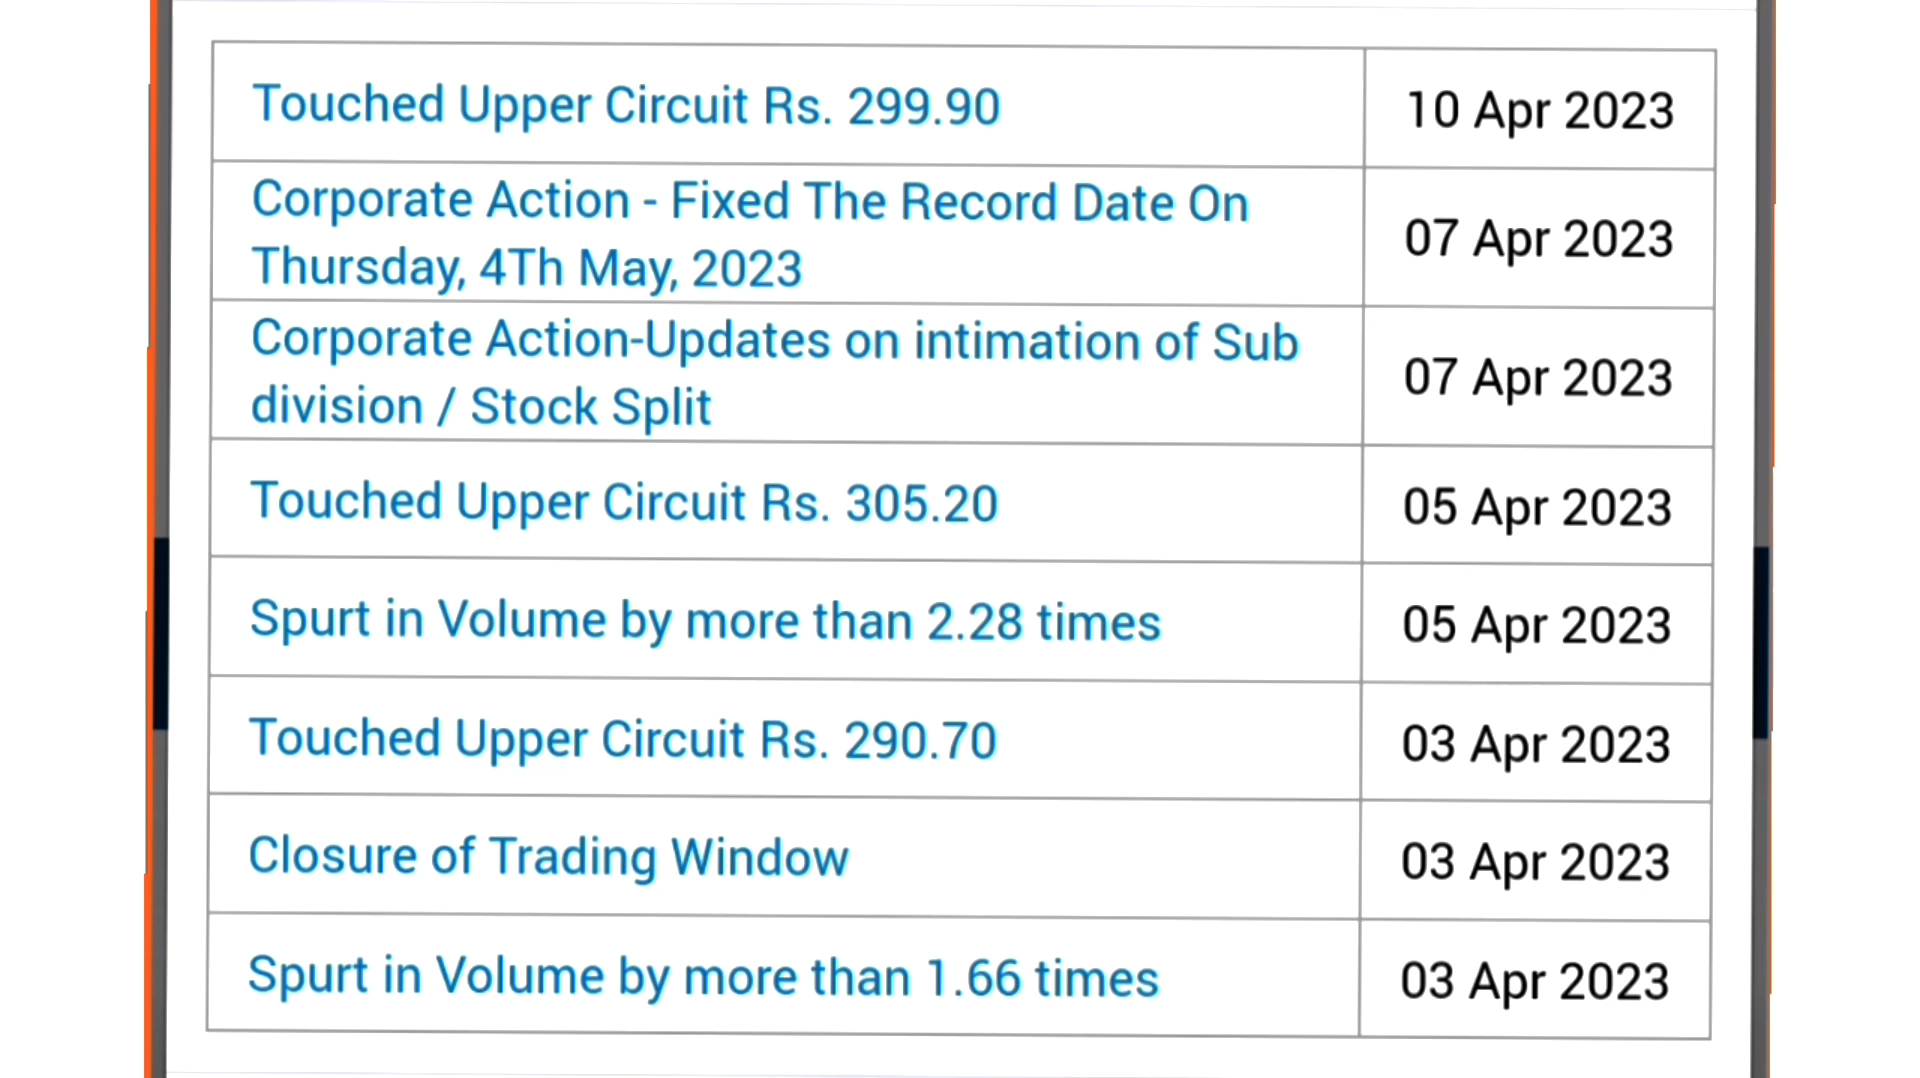 Touched Upper Circuit Rs. 299.90
10 Apr 2023
Corporate Action - Fixed The Record Date On
Thursday, 4Th May, 2023
07 Apr 2023
Corporate Action-Updates on intimation of Sub
division / Stock Split
07 Apr 2023
Touched Upper Circuit Rs. 305.20
05 Apr 2023
Spurt in Volume by more than 2.28 times
05 Apr 2023
Touched Upper Circuit Rs. 290.70
03 Apr 2023
Closure of Trading Window
03 Apr 2023
Spurt in Volume by more than 1.66 times
03 Apr 2023